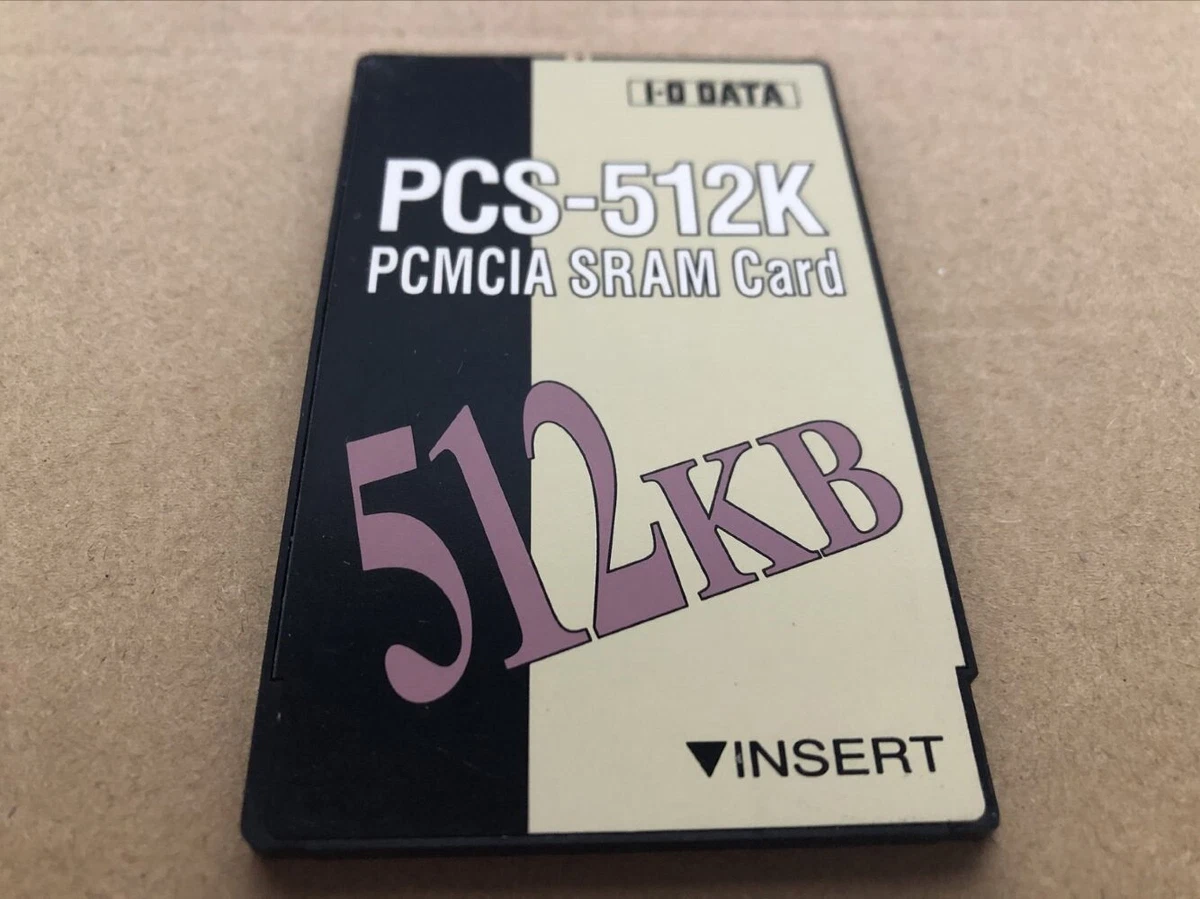 I-O DATA
PCS-512K
PCMCIA SRAM Card
512KB
▼INSERT